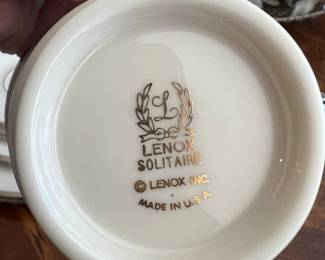 L
LENOX
SOLITAIRE
© LENOX INC.
MADE IN U.S.A.